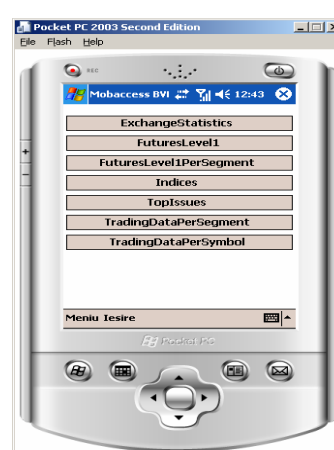 Pocket PC 2003 Second Edition
File Flash Help
REC
Mobaccess BVI 12:43
ExchangeStatistics
FuturesLevel1
FuturesLevel1PerSegment
Indices
TopIssues
TradingDataPerSegment
TradingDataPerSymbol
Meniu Iesire
Pocket PC